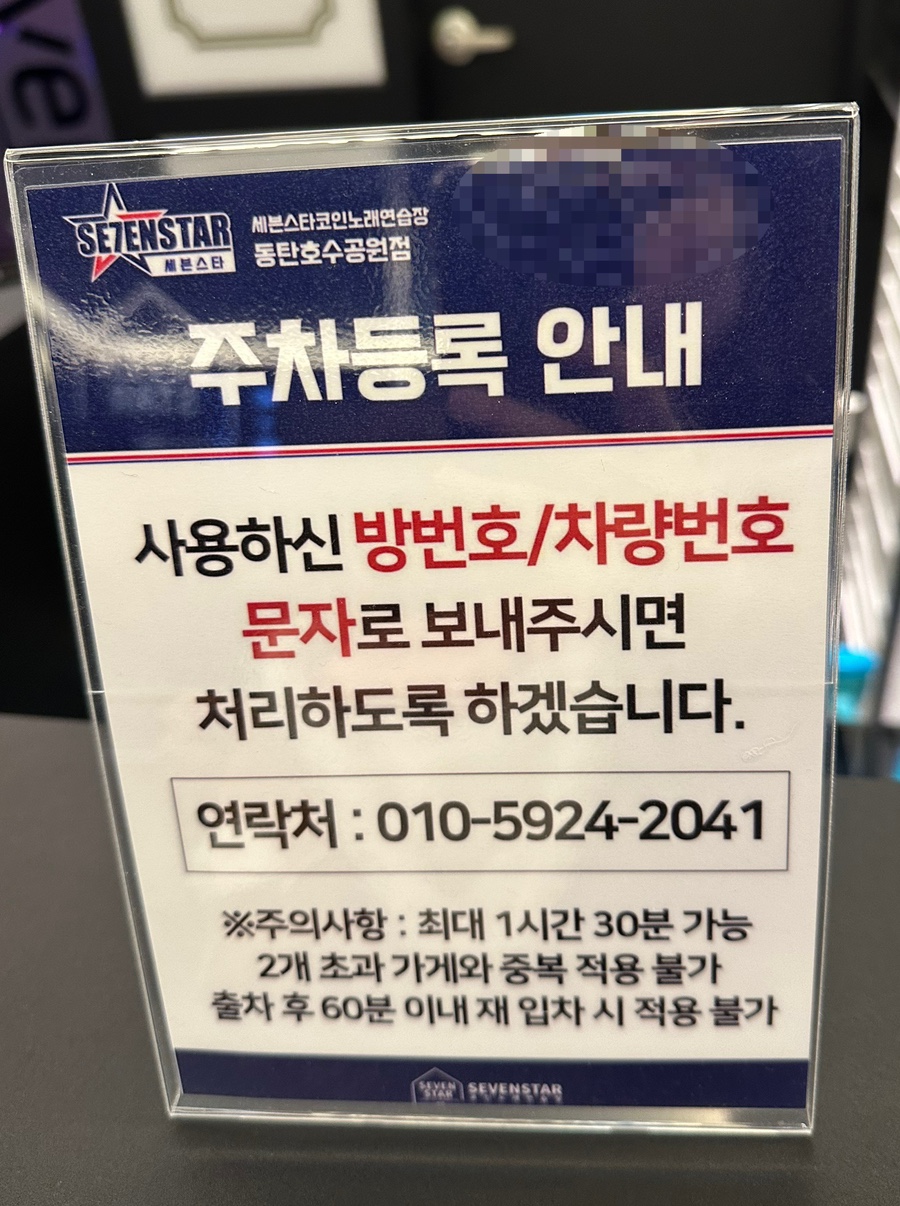 ve
SE7ENSTAR
세븐스타
세븐스타코인노래연습장
동탄호수공원점
주차등록 안내
사용하신 방번호/차량번호
문자로 보내주시면
처리하도록 하겠습니다.
연락처 : 010-5924-2041
※주의사항 : 최대 1시간 30분 가능
2개 초과 가게와 중복 적용 불가
출차 후 60분 이내 재 입차 시 적용 불가
SEVEN
STAR
SEVENSTAR